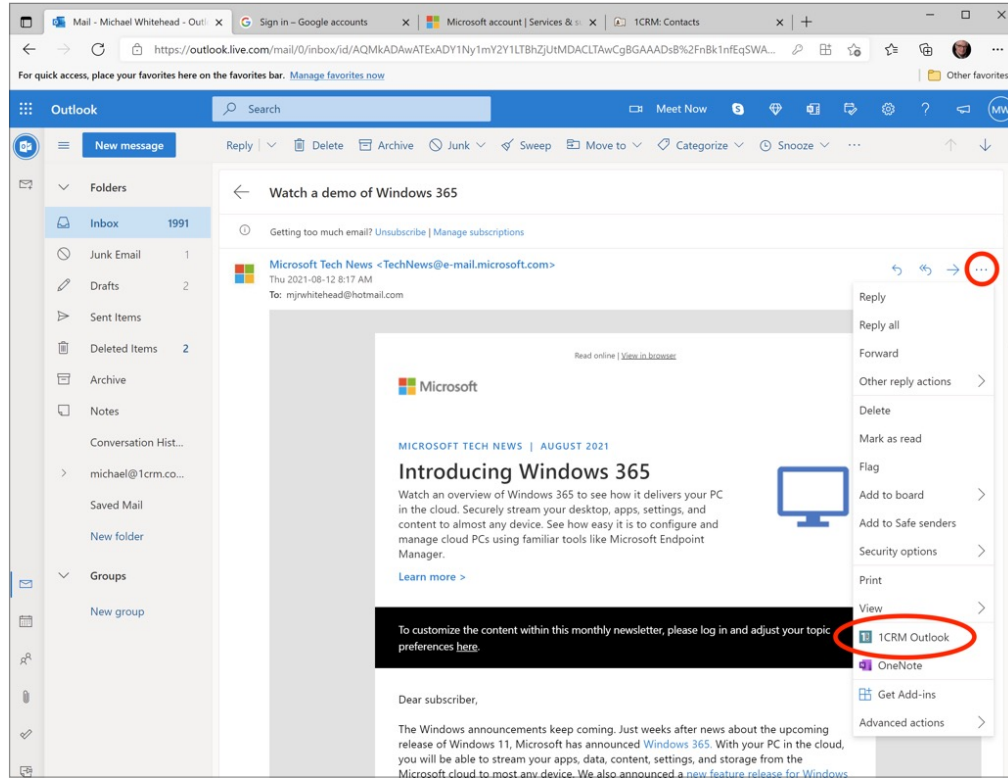 Mail - Michael Whitehead - Outl
Sign in – Google accounts
Microsoft account | Services & s
1CRM: Contacts
https://outlook.live.com/mail/0/inbox/id/AQMkADAwATExADY1Ny1mY2Y1LTBhZjUtMDACLTAwCgBGAAADsB%2FnBk1nfEqSWA...
For quick access, place your favorites here on the favorites bar. Manage favorites now
Other favorites
Outlook
Search
Meet Now
MW
New message
Reply
Delete
Archive
Junk
Sweep
Move to
Categorize
Snooze
Folders
Inbox 1991
Junk Email 1
Drafts 2
Sent Items
Deleted Items 2
Archive
Notes
Conversation Hist...
michael@1crm.co...
Saved Mail
New folder
Groups
New group
Watch a demo of Windows 365
Getting too much email? Unsubscribe | Manage subscriptions
Microsoft Tech News <TechNews@e-mail.microsoft.com>
Thu 2021-08-12 8:17 AM
To: mjrwhitehead@hotmail.com
Read online | View in browser
Microsoft
MICROSOFT TECH NEWS | AUGUST 2021
Introducing Windows 365
Watch an overview of Windows 365 to see how it delivers your PC
in the cloud. Securely stream your desktop, apps, settings, and
content to almost any device. See how easy it is to configure and
manage cloud PCs using familiar tools like Microsoft Endpoint
Manager.
Learn more >
To customize the content within this monthly newsletter, please log in and adjust your topic
preferences here.
Dear subscriber,
The Windows announcements keep coming. Just weeks after news about the upcoming
release of Windows 11, Microsoft has announced Windows 365. With your PC in the cloud,
you will be able to stream your apps, data, content, settings, and storage from the
Microsoft cloud to most any device. We also announced a new feature release for Windows
Reply
Reply all
Forward
Other reply actions
Delete
Mark as read
Flag
Add to board
Add to Safe senders
Security options
Print
View
1CRM Outlook
OneNote
Get Add-ins
Advanced actions